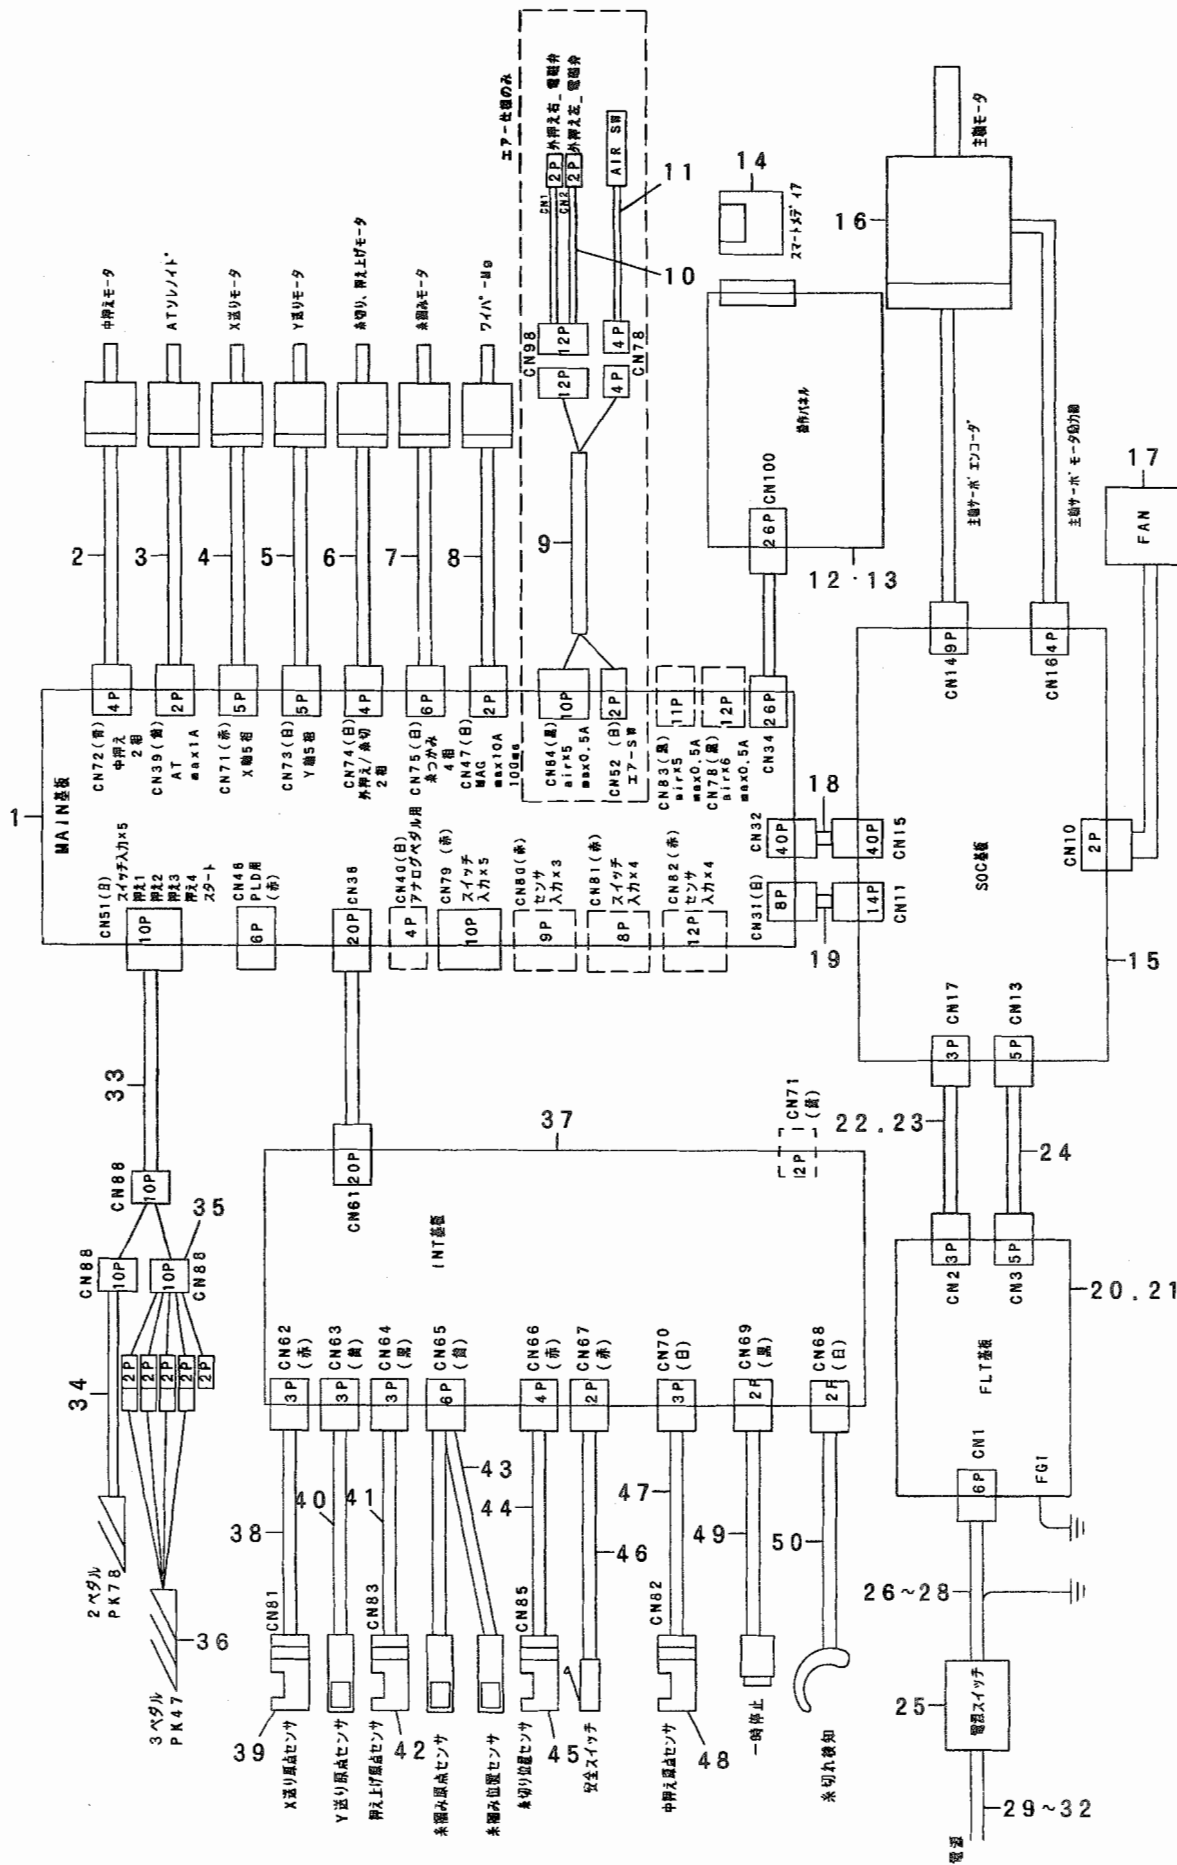 エアー仕様のみ
CN1
2P
外押え右_電磁弁
CN2
2P
外押え左_電磁弁
AIR SW
11
10
CN98
12P
12P
4P
4P
CN78
9
14
スマートメディア
16
主軸モータ
中押えモータ
ATソレノイド
X送りモータ
Y送りモータ
糸切り、押え上げモータ
糸掴みモータ
ワイパーMg
2
3
4
5
6
7
8
操作パネル
CN100
26P
12・13
主軸サーボエンコーダ
主軸サーボモータ動力線
17
FAN
1
MAIN基板
CN72(青)
中押え
2相
4P
CN39(黄)
AT
max1A
2P
CN71(赤)
X軸5相
5P
CN73(白)
Y軸5相
5P
CN74(白)
外押え/糸切
2相
4P
CN75(白)
糸つかみ
4相
6P
CN47(白)
MAG
max10A
100ms
2P
CN84(黒)
air×5
max0.5A
10P
CN52(白)
エアーSW
2P
CN83(黒)
air×5
max0.5A
11P
CN78(黒)
air×6
max0.5A
12P
CN34
26P
CN51(白)
スイッチ入力×5
押え1
押え2
押え3
押え4
スタート
10P
CN46
PLD用
(赤)
6P
CN36
20P
CN40(白)
アナログペダル用
4P
CN79(赤)
スイッチ
入力×5
10P
CN80(赤)
センサ
入力×3
9P
CN81(赤)
スイッチ
入力×4
8P
CN82(赤)
センサ
入力×4
12P
CN31(白)
8P
CN32
40P
18
19
40P
CN15
14P
CN11
SDC基板
CN14
9P
CN16
4P
CN10
2P
15
CN17
3P
CN13
5P
22.23
24
33
CN88
10P
35
CN88
10P
10P
CN88
34
2P
2P
2P
2P
2P
2ペダル
PK78
3ペダル
PK47
36
37
CN61
20P
INT基板
CN71
(黄)
12P
CN62
(赤)
3P
CN63
(黄)
3P
CN64
(黒)
3P
CN65
(青)
6P
CN66
(赤)
4P
CN67
(赤)
2P
CN70
(白)
3P
CN69
(黒)
2P
CN68
(白)
2P
38
40
41
43
44
46
47
49
50
CN81
CN83
CN85
CN82
39
42
45
48
X送り原点センサ
Y送り原点センサ
押え上げ原点センサ
糸掴み原点センサ
糸掴み位置センサ
糸切り位置センサ
安全スイッチ
中押え原点センサ
一時停止
糸切れ検知
CN2
3P
CN3
5P
20.21
FLT基板
CN1
6P
FG1
26~28
25
電源スイッチ
29~32
電源